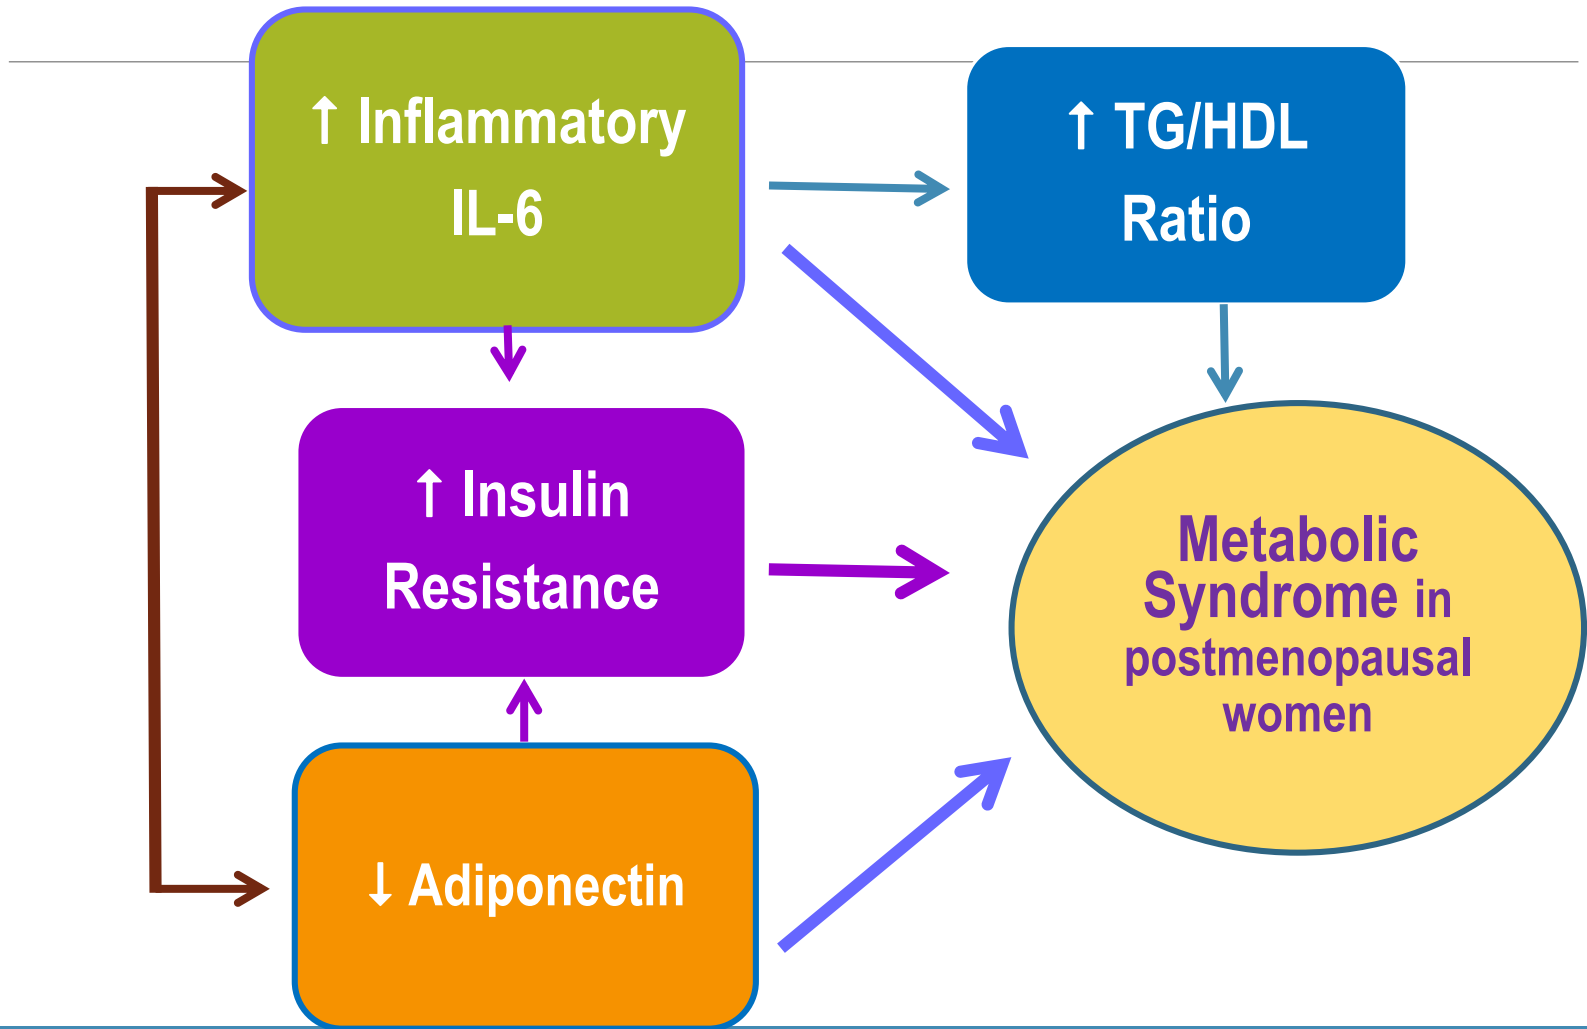 ↑ Inflammatory
IL-6
↑ TG/HDL
Ratio
↑ Insulin
Resistance
Metabolic
Syndrome in
postmenopausal
women
↓ Adiponectin